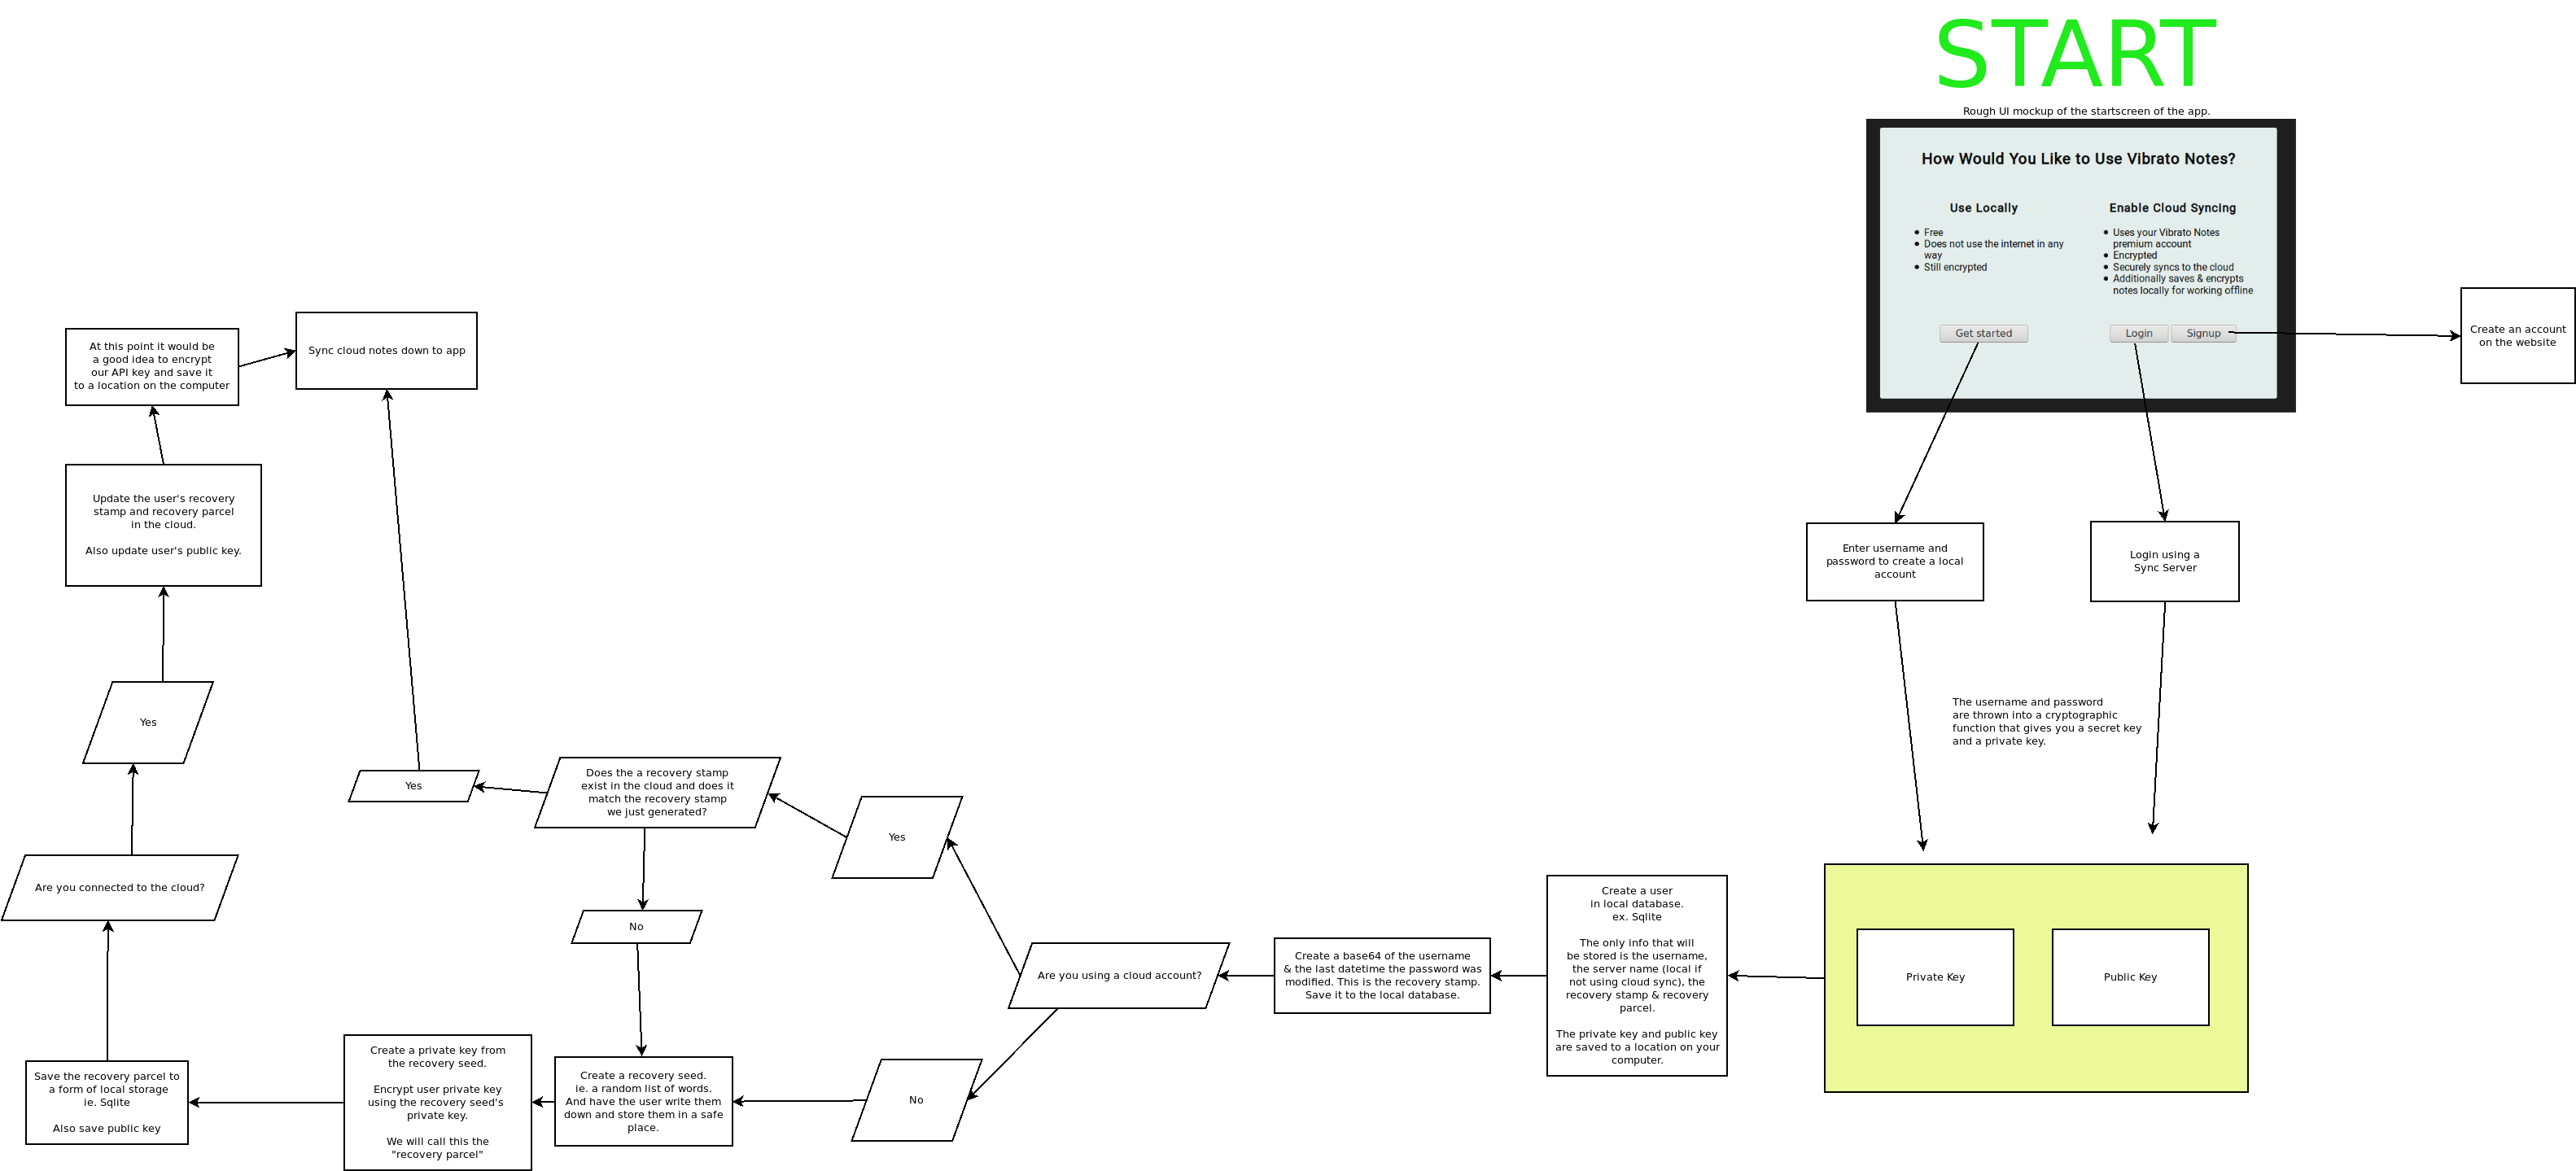 START
Rough UI mockup of the startscreen of the app.
How Would You Like to Use Vibrato Notes?
Use Locally
Free
Does not use the internet in any
way
Still encrypted
Get started
Enable Cloud Syncing
Uses your Vibrato Notes
premium account
Encrypted
Securely syncs to the cloud
Additionally saves & encrypts
notes locally for working offline
Login
Signup
Create an account
on the website
Enter username and
password to create a local
account
Login using a
Sync Server
The username and password
are thrown into a cryptographic
function that gives you a secret key
and a private key.
Private Key
Public Key
Create a user
in local database.
ex. Sqlite
The only info that will
be stored is the username,
the server name (local if
not using cloud sync), the
recovery stamp & recovery
parcel.
The private key and public key
are saved to a location on your
computer.
Create a base64 of the username
& the last datetime the password was
modified. This is the recovery stamp.
Save it to the local database.
Are you using a cloud account?
Yes
Does the a recovery stamp
exist in the cloud and does it
match the recovery stamp
we just generated?
Yes
No
No
Create a recovery seed.
ie. a random list of words.
And have the user write them
down and store them in a safe
place.
Create a private key from
the recovery seed.
Encrypt user private key
using the recovery seed's
private key.
We will call this the
"recovery parcel"
Save the recovery parcel to
a form of local storage
ie. Sqlite
Also save public key
Are you connected to the cloud?
Yes
Update the user's recovery
stamp and recovery parcel
in the cloud.
Also update user's public key.
At this point it would be
a good idea to encrypt
our API key and save it
to a location on the computer
Sync cloud notes down to app